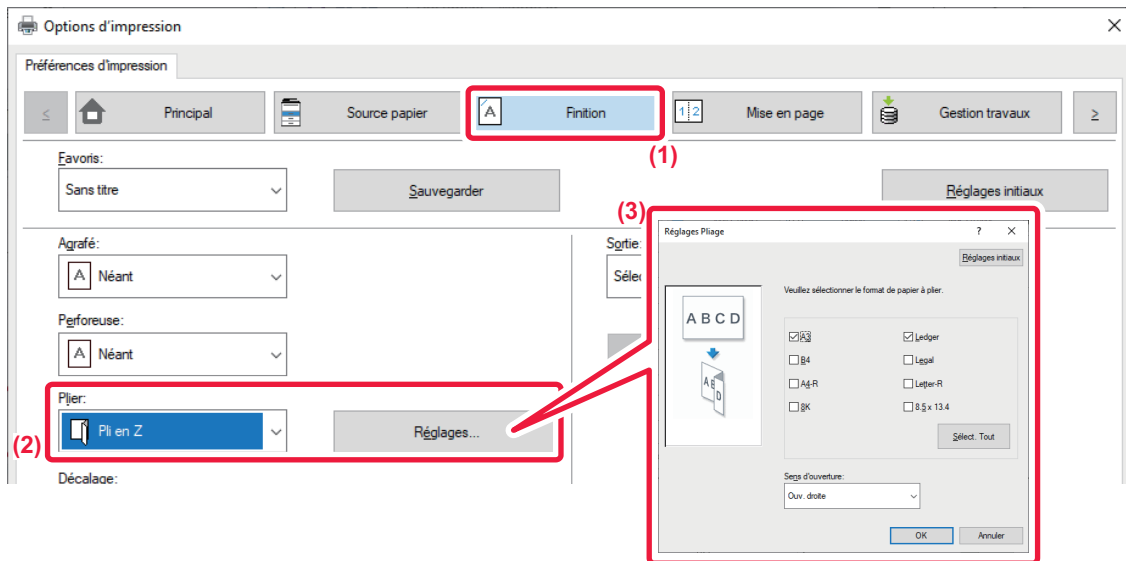 Options d'impression
Préférences d'impression
≤ Principal Source papier A Finition 1 2 Mise en page Gestion travaux ≥
(1)
Favoris:
Sans titre Sauvegarder Réglages initiaux
(3)
Agrafé:
A Néant
Perforeuse:
A Néant
Plier:
(2) Pli en Z Réglages...
Décalage:
Sortie:
Sélec
Réglages Pliage ?
Réglages initiaux
Veuillez sélectionner le format de papier à plier.
A B C D
A B D
A3 Ledger
B4 Legal
A4-R Letter-R
8K 8.5 x 13.4
Sélect. Tout
Sens d'ouverture:
Ouv. droite
OK Annuler